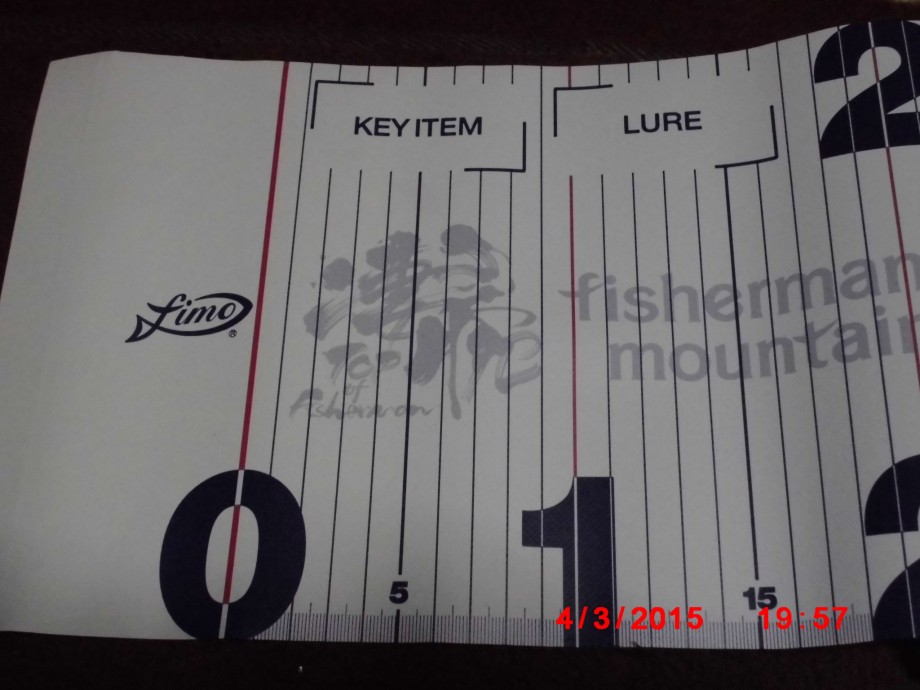 KEY ITEM
LURE
2
fimo
®
Top
of
Fisherman
fisherman
mountain
0
1
2
5
15
4/3/2015 19:57